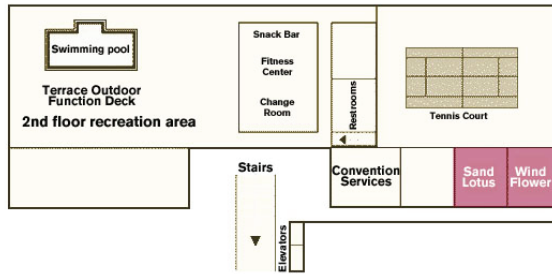 Swimming pool
Terrace Outdoor
Function Deck
2nd floor recreation area
Snack Bar
Fitness
Center
Change
Room
Restrooms
Tennis Court
Stairs
Convention
Services
Sand
Lotus
Wind
Flower
Elevators